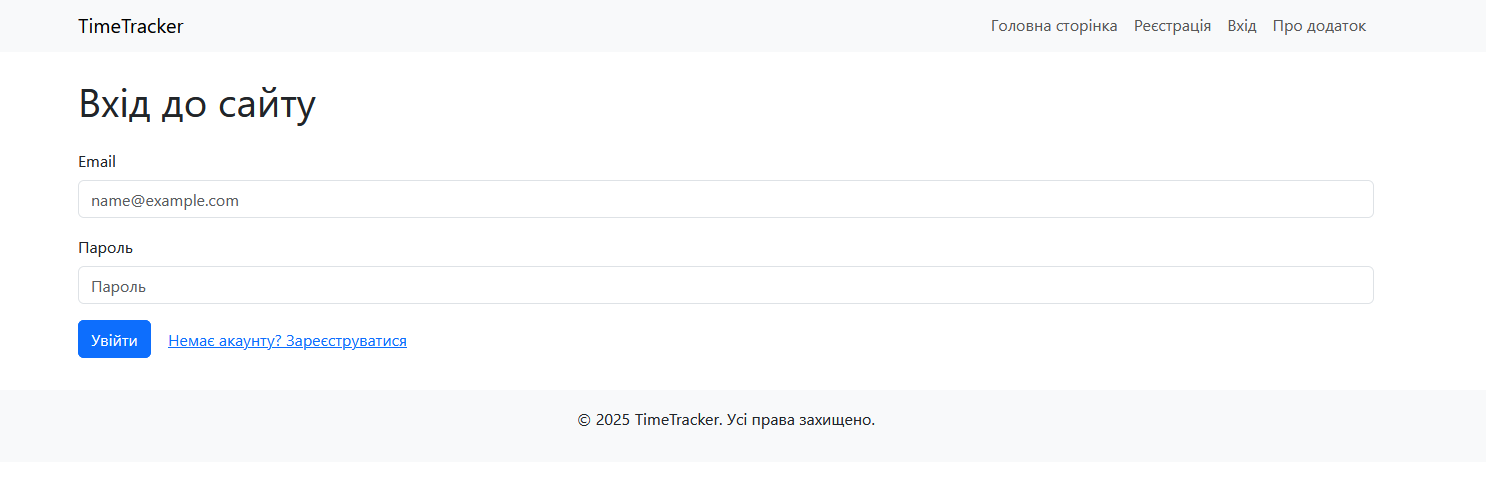 TimeTracker
Головна сторінка Реєстрація Вхід Про додаток
Вхід до сайту
Email
name@example.com
Пароль
Пароль
Увійти Немає акаунту? Зареєструватися
© 2025 TimeTracker. Усі права захищено.